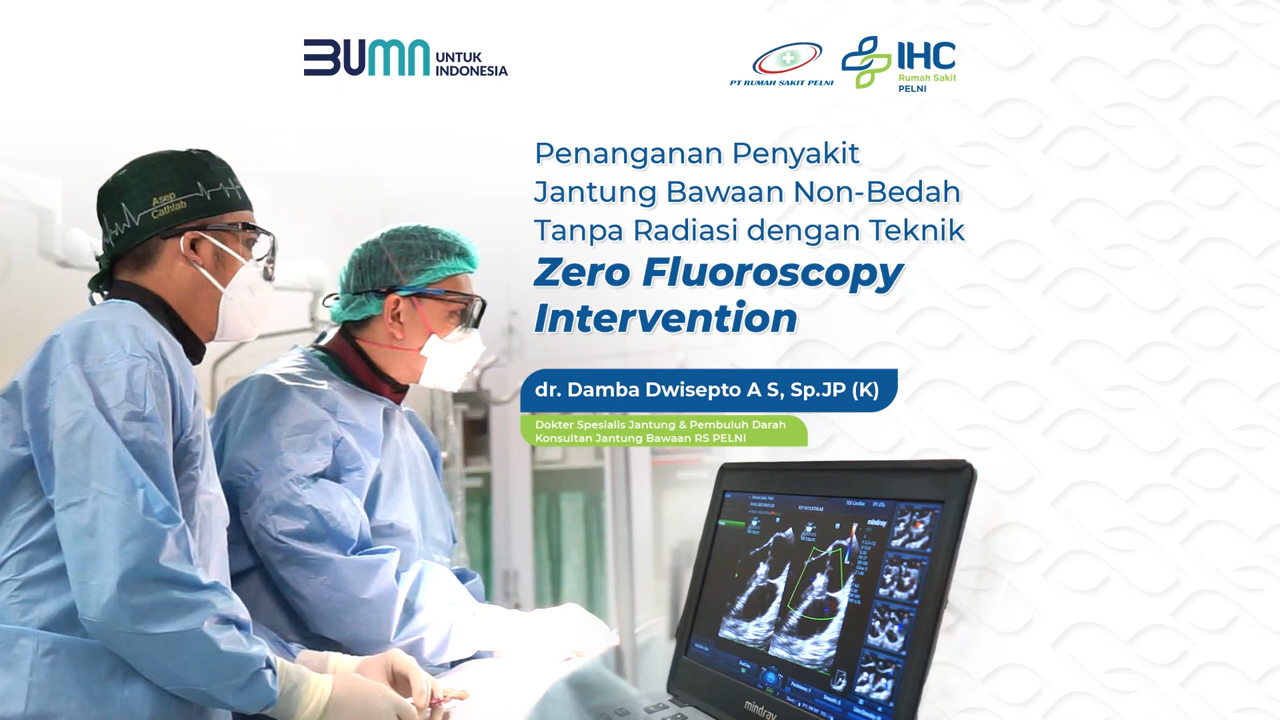 BUMN UNTUK
INDONESIA
PT RUMAH SAKIT PELNI
IHC
Rumah Sakit
PELNI
Penanganan Penyakit
Jantung Bawaan Non-Bedah
Tanpa Radiasi dengan Teknik
Zero Fluoroscopy
Intervention
dr. Damba Dwisepto A S, Sp.JP (K)
Dokter Spesialis Jantung & Pembuluh Darah
Konsultan Jantung Bawaan RS PELNI
Asep
Cathlab
mindray
mindray